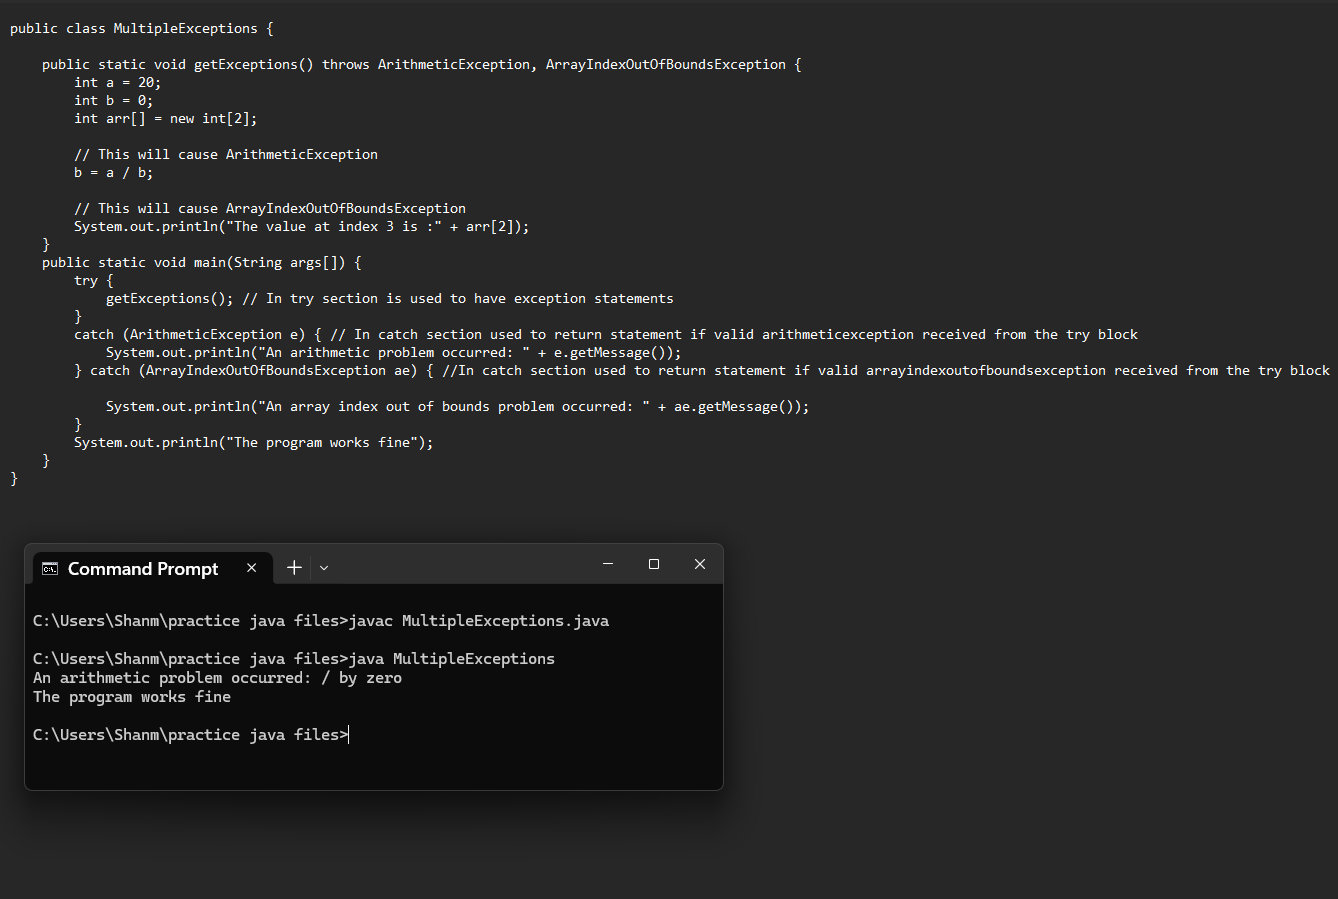 public class MultipleExceptions {
public static void getExceptions() throws ArithmeticException, ArrayIndexOutOfBoundsException {
int a = 20;
int b = 0;
int arr[] = new int[2];
// This will cause ArithmeticException
b = a / b;
// This will cause ArrayIndexOutOfBoundsException
System.out.println("The value at index 3 is :" + arr[2]);
}
public static void main(String args[]) {
try {
getExceptions(); // In try section is used to have exception statements
}
catch (ArithmeticException e) { // In catch section used to return statement if valid arithmeticexception received from the try block
System.out.println("An arithmetic problem occurred: " + e.getMessage());
} catch (ArrayIndexOutOfBoundsException ae) { //In catch section used to return statement if valid arrayindexoutofboundsexception received from the try block
System.out.println("An array index out of bounds problem occurred: " + ae.getMessage());
}
System.out.println("The program works fine");
}
}
Command Prompt
C:\Users\Shanm\practice java files>javac MultipleExceptions.java
C:\Users\Shanm\practice java files>java MultipleExceptions
An arithmetic problem occurred: / by zero
The program works fine
C:\Users\Shanm\practice java files>